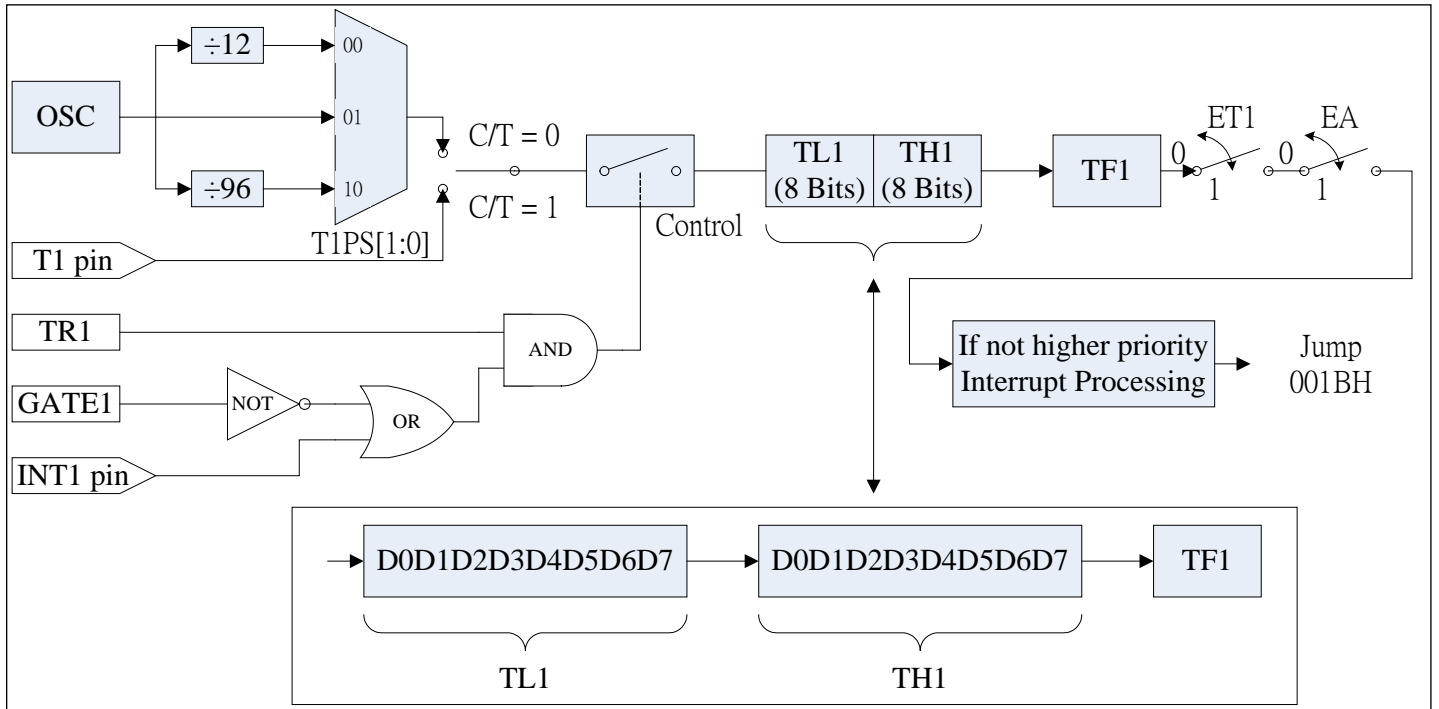 ÷12
00
OSC
01
÷96
10
T1PS[1:0]
C/T = 0
C/T = 1
T1 pin
TR1
GATE1
INT1 pin
NOT
OR
AND
Control
TL1
(8 Bits)
TH1
(8 Bits)
TF1
ET1
0
1
EA
0
1
If not higher priority
Interrupt Processing
Jump
001BH
D0D1D2D3D4D5D6D7
D0D1D2D3D4D5D6D7
TF1
TL1
TH1